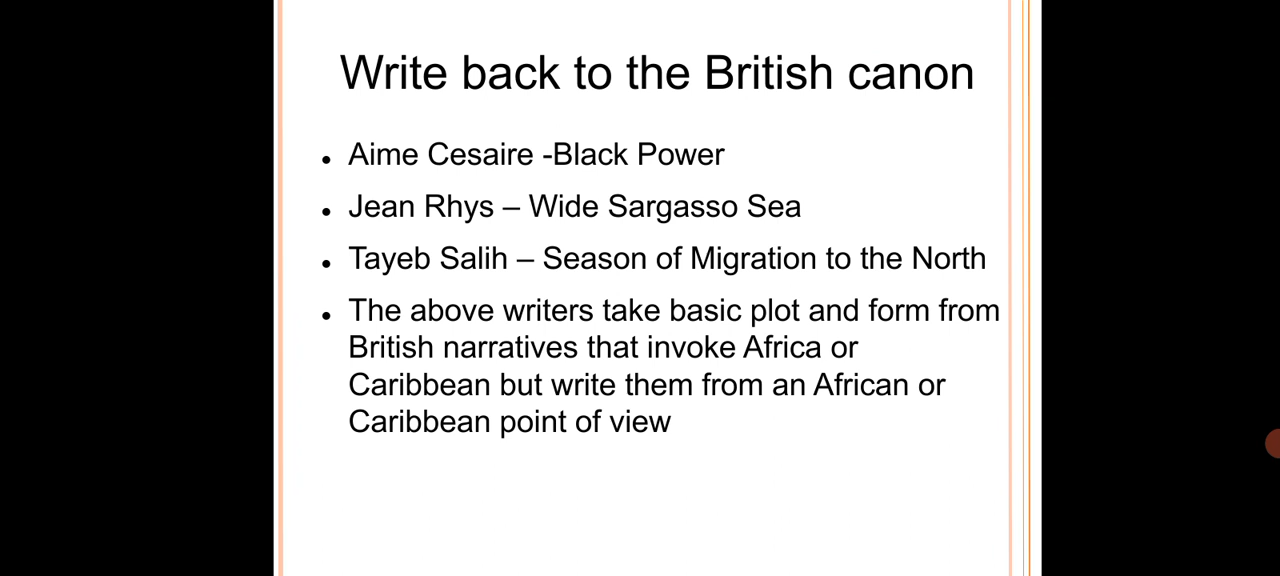 Write back to the British canon
• Aime Cesaire -Black Power
• Jean Rhys – Wide Sargasso Sea
• Tayeb Salih – Season of Migration to the North
• The above writers take basic plot and form from
British narratives that invoke Africa or
Caribbean but write them from an African or
Caribbean point of view